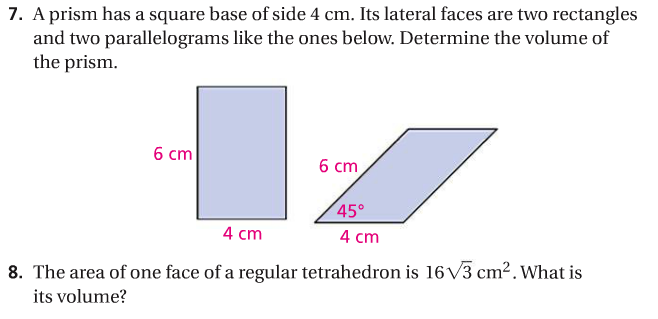 7. A prism has a square base of side 4 cm. Its lateral faces are two rectangles
and two parallelograms like the ones below. Determine the volume of
the prism.
6 cm
4 cm
6 cm
45°
4 cm
8. The area of one face of a regular tetrahedron is 16√3 cm². What is
its volume?